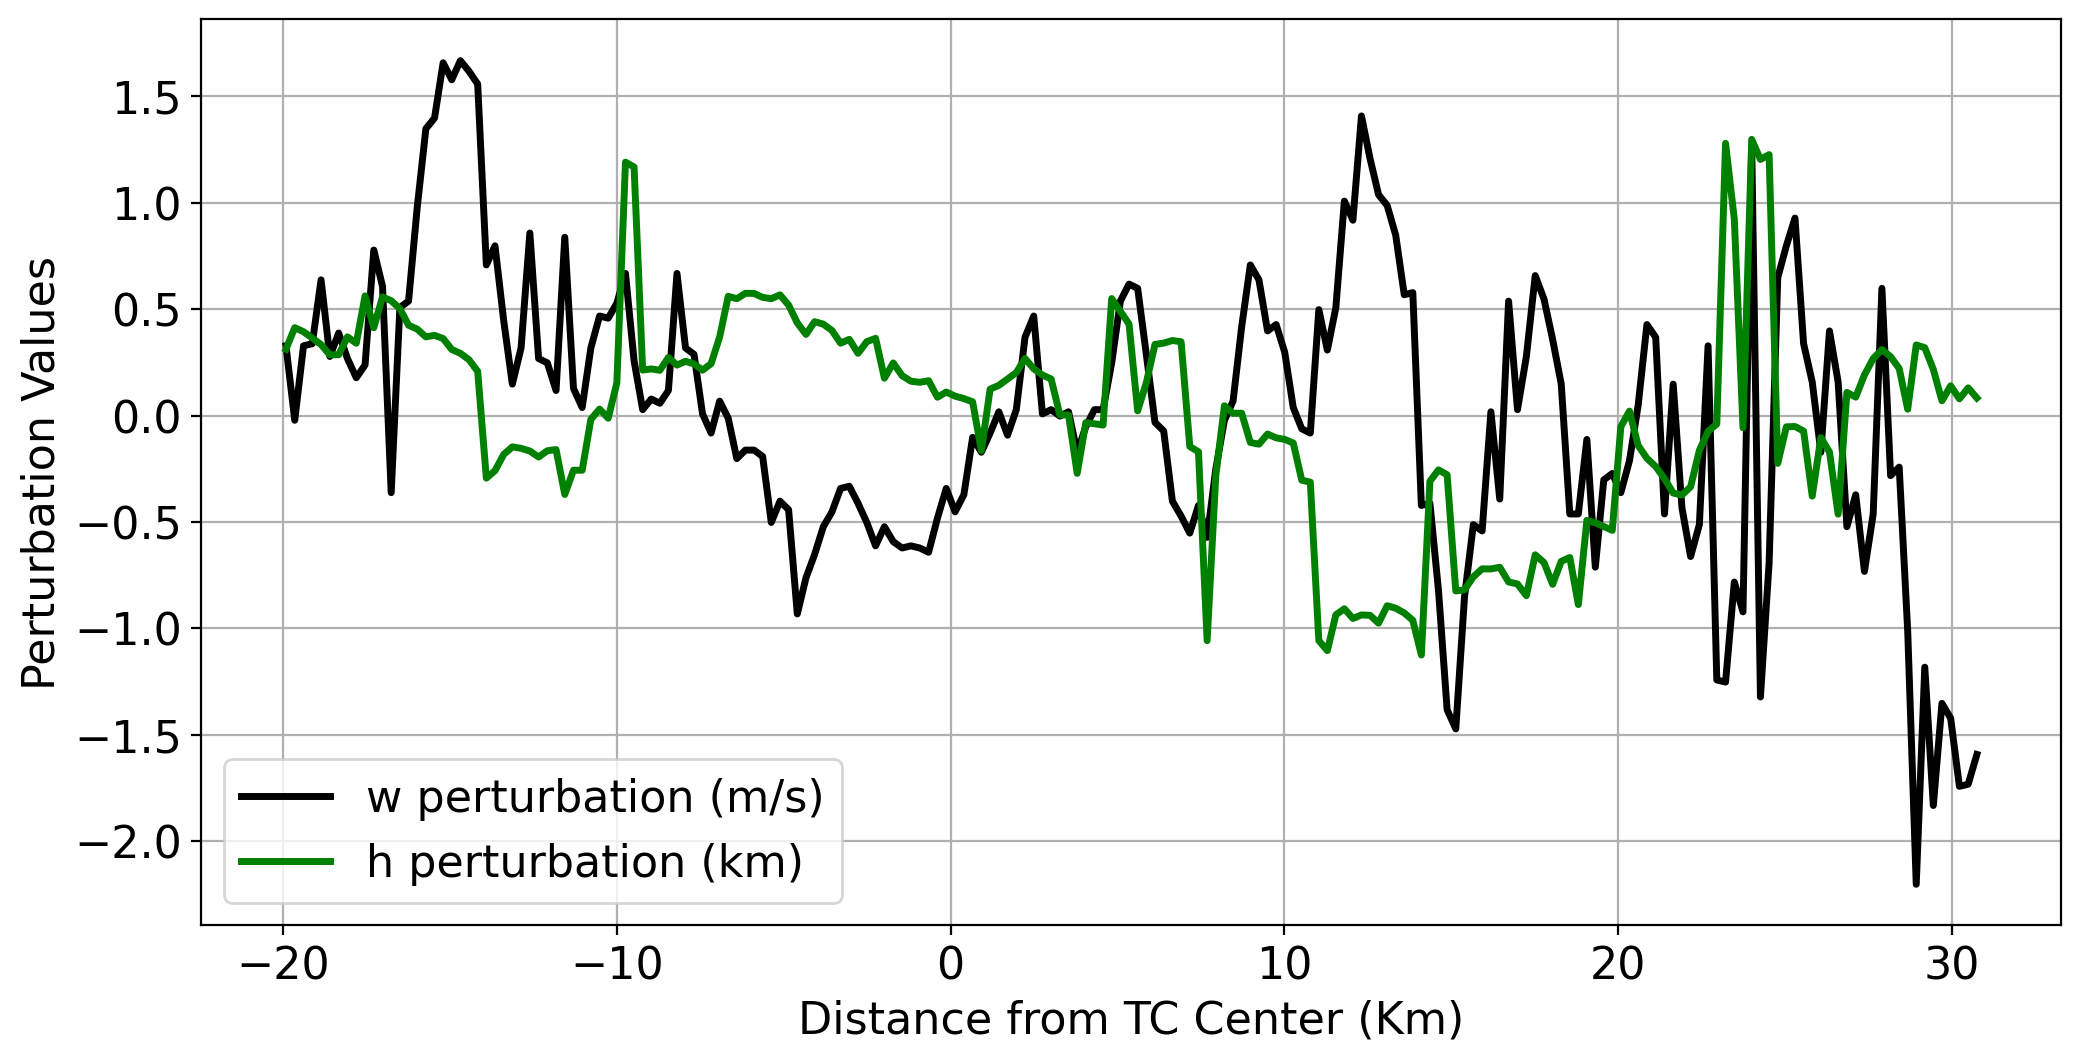 1.5
1.0
0.5
0.0
−0.5
−1.0
−1.5
−2.0
Perturbation Values
w perturbation (m/s)
h perturbation (km)
−20 −10 0 10 20 30
Distance from TC Center (Km)